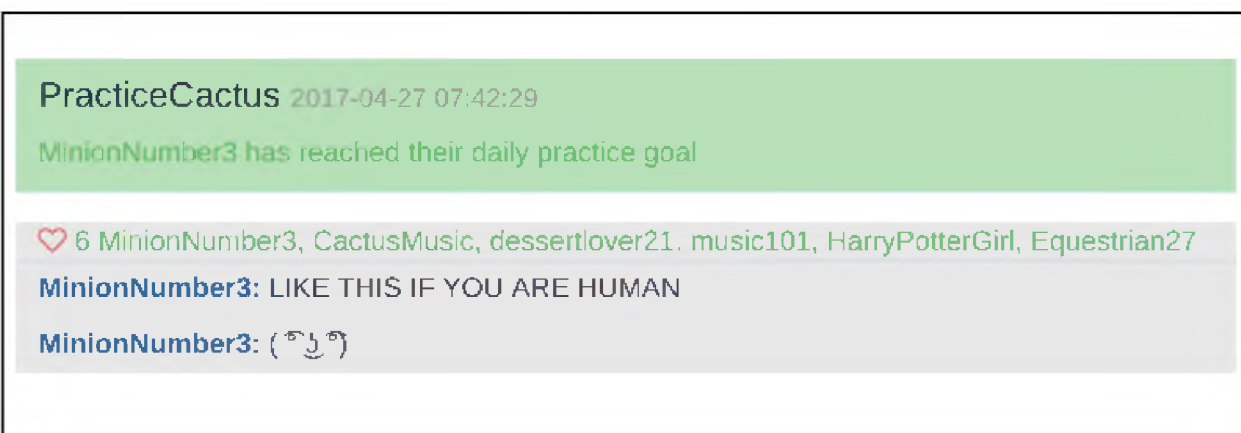 PracticeCactus 2017-04-27 07:42:29
MinionNumber3 has reached their daily practice goal
♡ 6 MinionNumber3, CactusMusic, dessertlover21, music101, HarryPotterGirl, Equestrian27
MinionNumber3: LIKE THIS IF YOU ARE HUMAN
MinionNumber3: ( ͡° ͜ʖ ͡°)